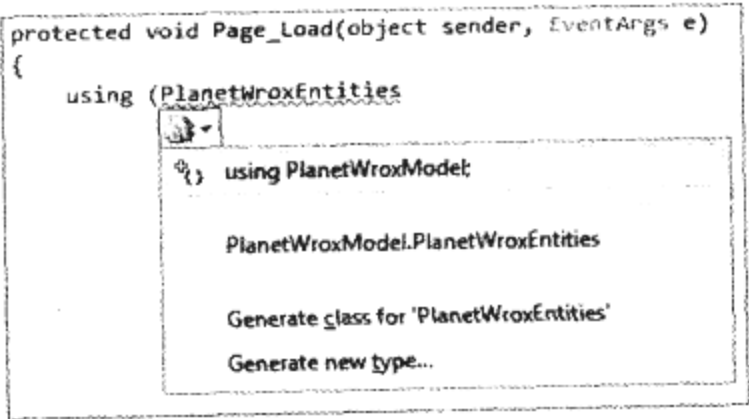 protected void Page_Load(object sender, EventArgs e)
{
using (PlanetWroxEntities
using PlanetWroxModel;
PlanetWroxModel.PlanetWroxEntities
Generate class for 'PlanetWroxEntities'
Generate new type...